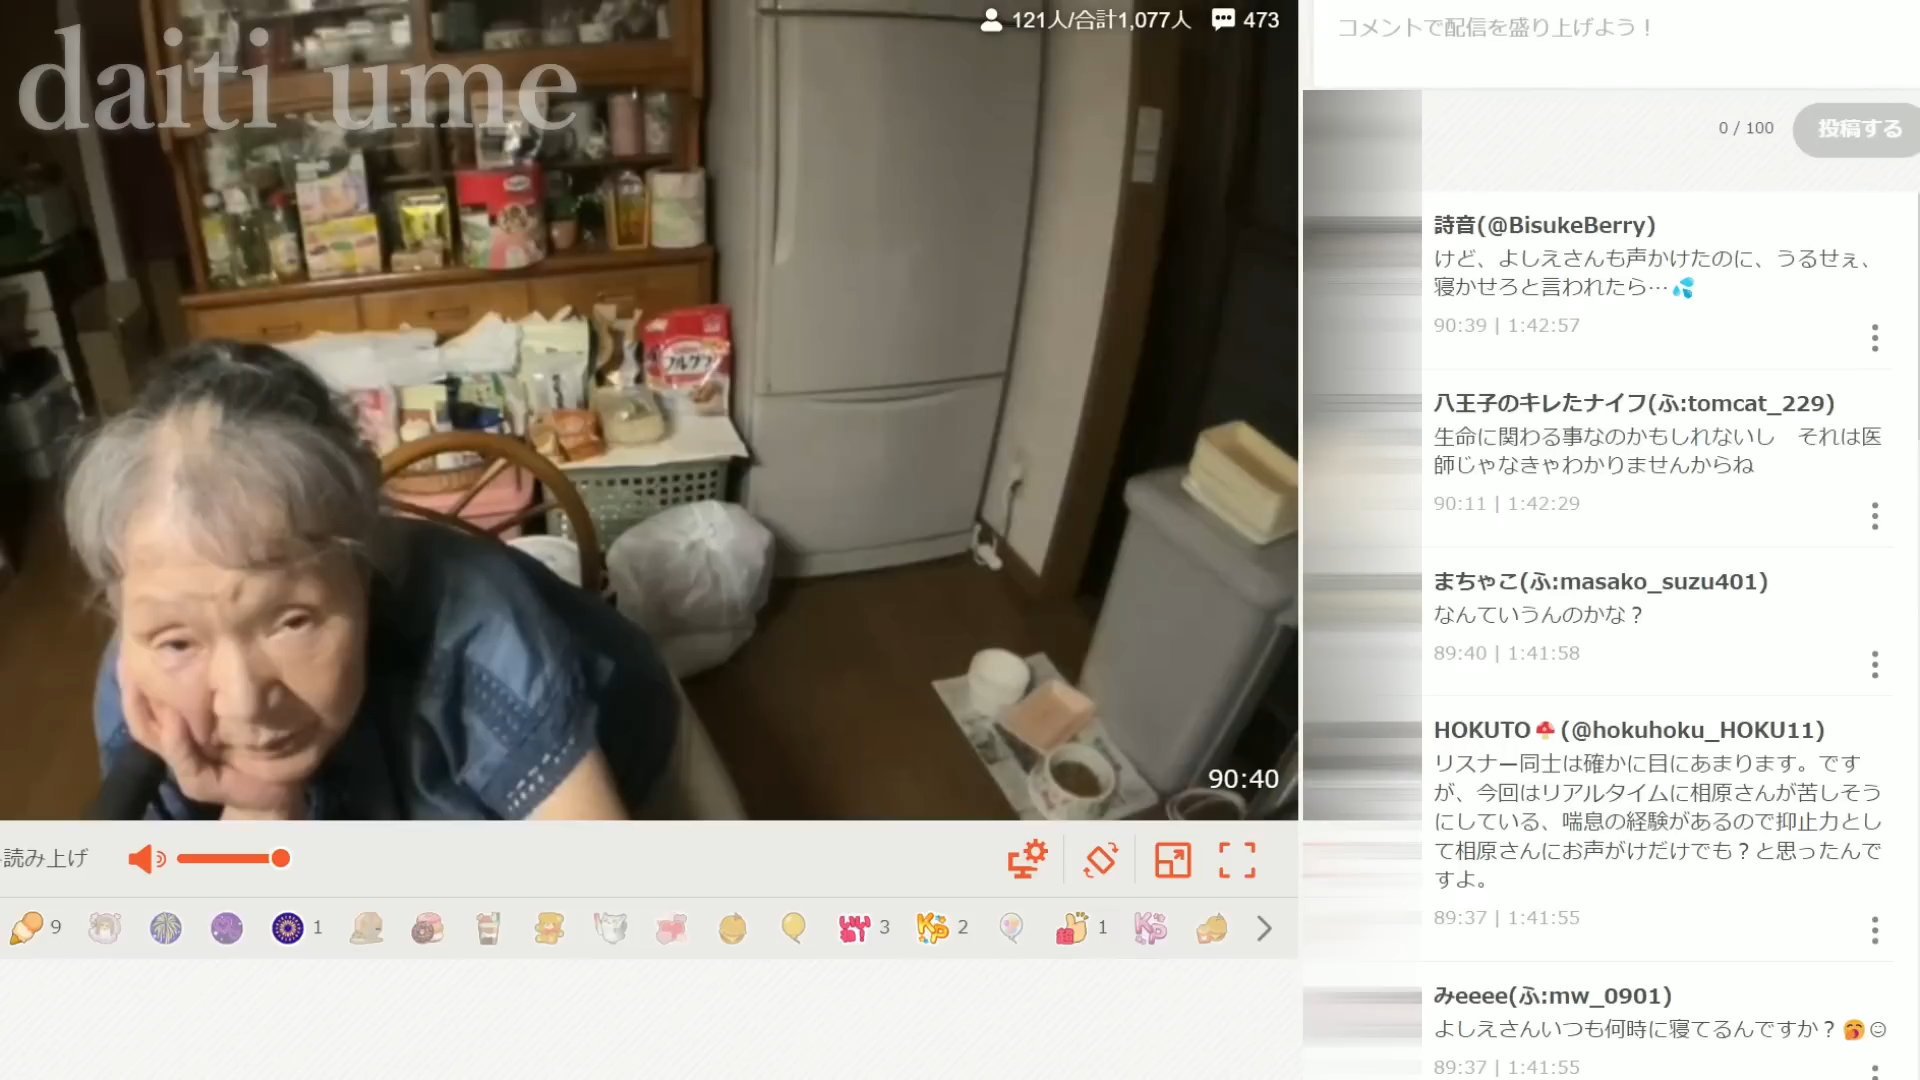 daiti ume
121人/合計1,077人 473
フルグラ
90:40
読み上げ
9
1
3
2
1
コメントで配信を盛り上げよう！
0 / 100 投稿する
詩音(@BisukeBerry)
けど、よしえさんも声かけたのに、うるせぇ、
寝かせろと言われたら…💦
90:39 | 1:42:57
八王子のキレたナイフ(ふ:tomcat_229)
生命に関わる事なのかもしれないし　それは医
師じゃなきゃわかりませんからね
90:11 | 1:42:29
まちゃこ(ふ:masako_suzu401)
なんていうんのかな？
89:40 | 1:41:58
HOKUTO🍄(@hokuhoku_HOKU11)
リスナー同士は確かに目にあまります。です
が、今回はリアルタイムに相原さんが苦しそう
にしている、喘息の経験があるので抑止力とし
て相原さんにお声がけだけでも？と思ったんで
すよ。
89:37 | 1:41:55
みeeee(ふ:mw_0901)
よしえさんいつも何時に寝てるんですか？🥱☺
89:37 | 1:41:55